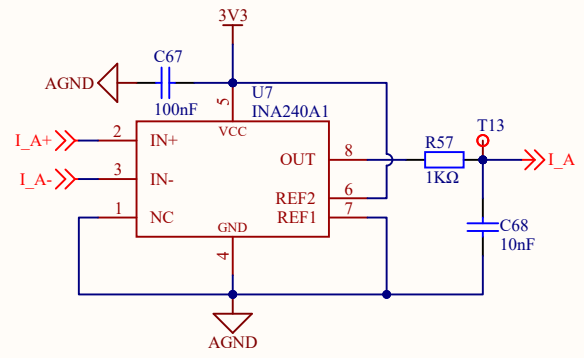 3V3
C67
AGND
100nF
5
U7
INA240A1
VCC
I_A+
2
IN+
I_A-
3
IN-
1
NC
OUT
8
R57
1KΩ
T13
I_A
REF2
6
REF1
7
GND
4
C68
10nF
AGND